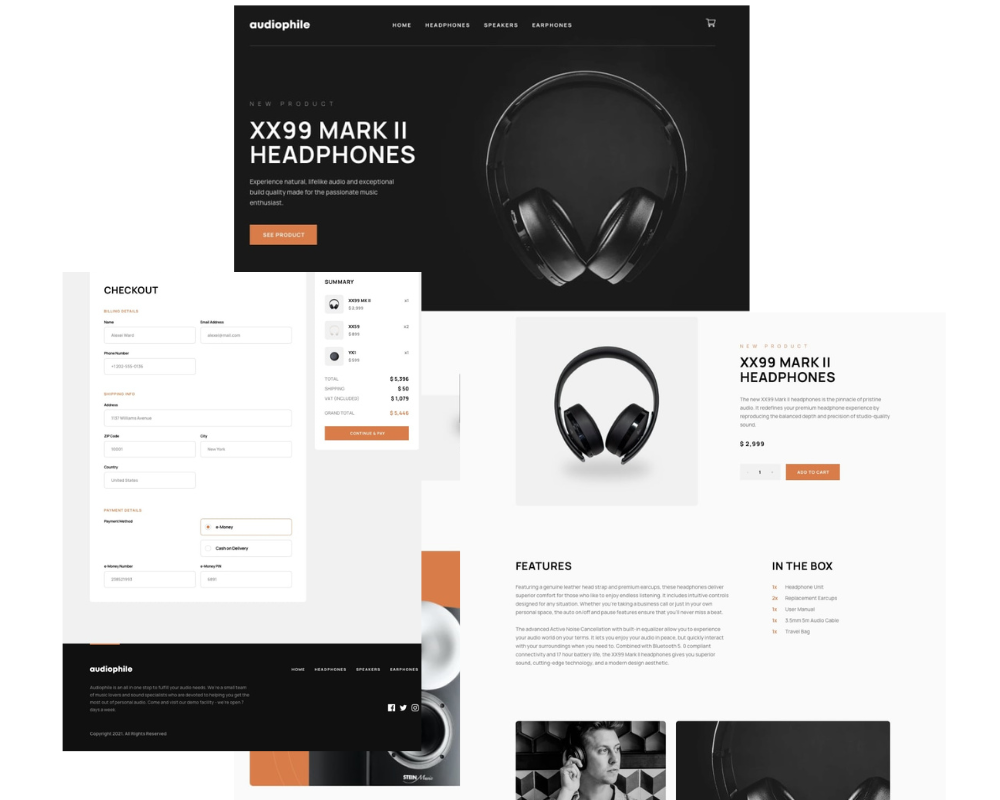 audiophile
HOME HEADPHONES SPEAKERS EARPHONES
NEW PRODUCT
XX99 MARK II
HEADPHONES
Experience natural, lifelike audio and exceptional
build quality made for the passionate music
enthusiast.
SEE PRODUCT
CHECKOUT
BILLING DETAILS
Name Email Address
Alexei Ward alexei@mail.com
Phone Number
+1 202-555-0136
SHIPPING INFO
Address
1137 Williams Avenue
ZIP Code City
10001 New York
Country
United States
PAYMENT DETAILS
Payment Method
e-Money
Cash on Delivery
e-Money Number e-Money PIN
238521993 6891
SUMMARY
XX99 MK II x1
$ 2,999
XX59 x2
$ 899
YX1 x1
$ 599
TOTAL $ 5,396
SHIPPING $ 50
VAT (INCLUDED) $ 1,079
GRAND TOTAL $ 5,446
CONTINUE & PAY
NEW PRODUCT
XX99 MARK II
HEADPHONES
The new XX99 Mark II headphones is the pinnacle of pristine
audio. It redefines your premium headphone experience by
reproducing the balanced depth and precision of studio-quality
sound.
$ 2,999
- 1 +
ADD TO CART
FEATURES
Featuring a genuine leather head strap and premium earcups, these headphones deliver
superior comfort for those who like to enjoy endless listening. It includes intuitive controls
designed for any situation. Whether you're taking a business call or just in your own
personal space, the auto on/off and pause features ensure that you'll never miss a beat.
The advanced Active Noise Cancellation with built-in equalizer allow you to experience
your audio world on your terms. It lets you enjoy your audio in peace, but quickly interact
with your surroundings when you need to. Combined with Bluetooth 5. 0 compliant
connectivity and 17 hour battery life, the XX99 Mark II headphones gives you superior
sound, cutting-edge technology, and a modern design aesthetic.
IN THE BOX
1x Headphone Unit
2x Replacement Earcups
1x User Manual
1x 3.5mm 5m Audio Cable
1x Travel Bag
audiophile
HOME HEADPHONES SPEAKERS EARPHONES
Audiophile is an all in one stop to fulfill your audio needs. We're a small team
of music lovers and sound specialists who are devoted to helping you get the
most out of personal audio. Come and visit our demo facility - we're open 7
days a week.
Copyright 2021. All Rights Reserved
STEIN Music